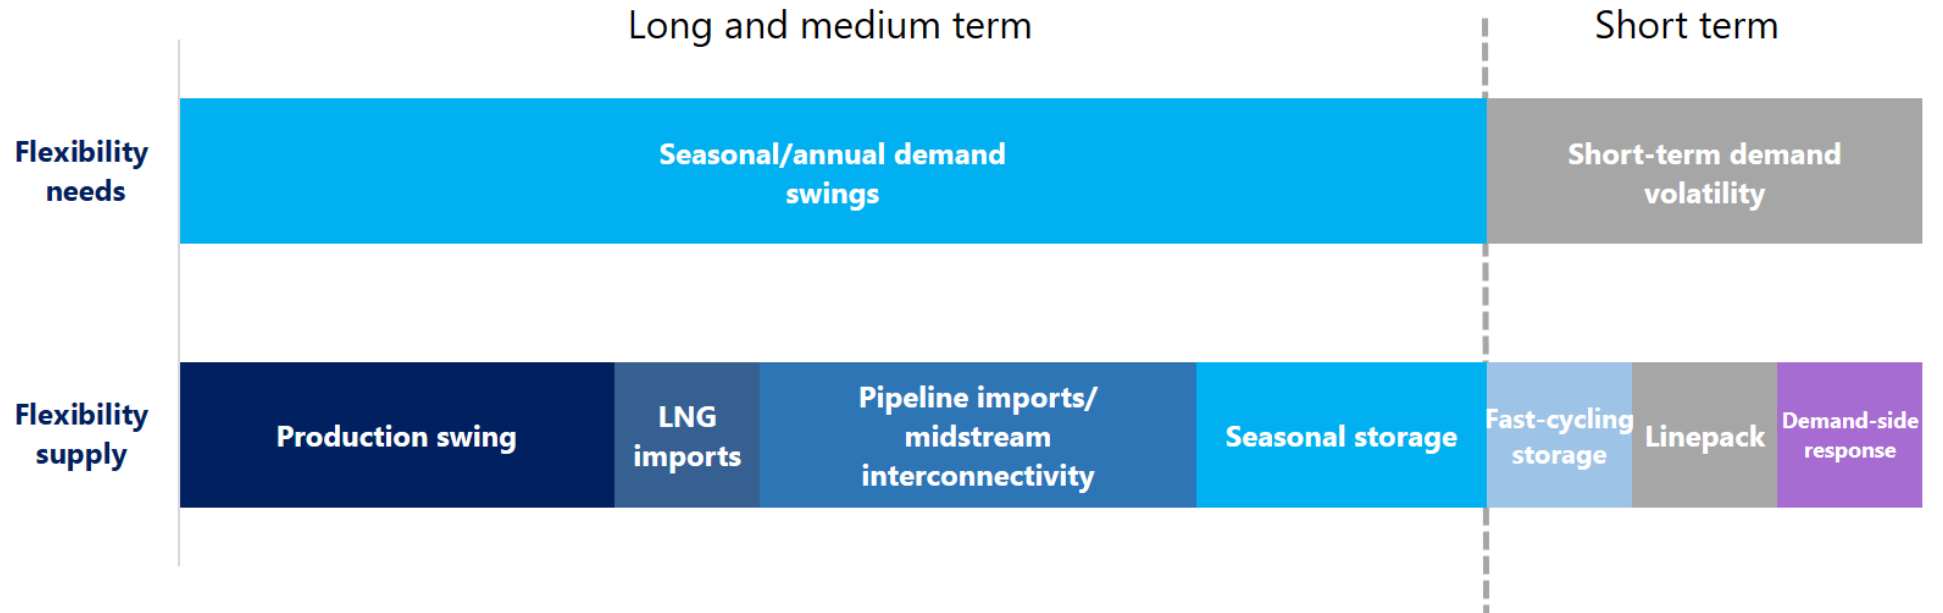 Long and medium term
Short term
Flexibility
needs
Seasonal/annual demand
swings
Short-term demand
volatility
Flexibility
supply
Production swing
LNG
imports
Pipeline imports/
midstream
interconnectivity
Seasonal storage
Fast-cycling
storage
Linepack
Demand-side
response